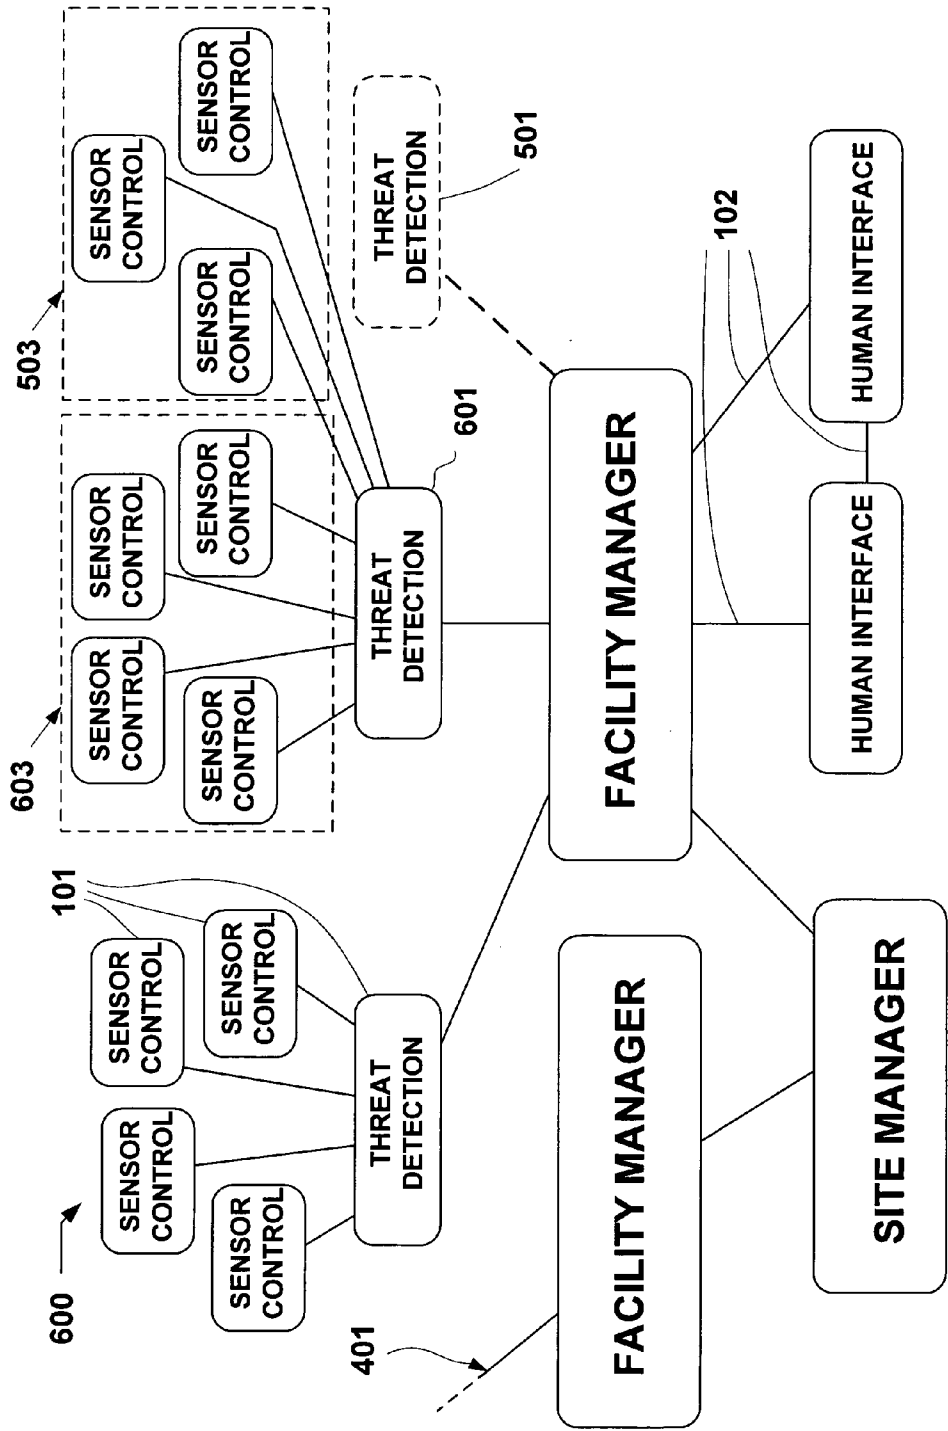 600
603
503
101
SENSOR
CONTROL
SENSOR
CONTROL
SENSOR
CONTROL
SENSOR
CONTROL
SENSOR
CONTROL
SENSOR
CONTROL
SENSOR
CONTROL
SENSOR
CONTROL
SENSOR
CONTROL
SENSOR
CONTROL
SENSOR
CONTROL
401
THREAT
DETECTION
THREAT
DETECTION
601
THREAT
DETECTION
501
FACILITY MANAGER
FACILITY MANAGER
102
SITE MANAGER
HUMAN INTERFACE
HUMAN INTERFACE